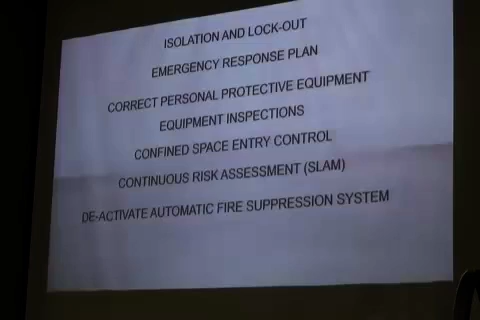 ISOLATION AND LOCK-OUT
EMERGENCY RESPONSE PLAN
CORRECT PERSONAL PROTECTIVE EQUIPMENT
EQUIPMENT INSPECTIONS
CONFINED SPACE ENTRY CONTROL
CONTINUOUS RISK ASSESSMENT (SLAM)
DE-ACTIVATE AUTOMATIC FIRE SUPPRESSION SYSTEM